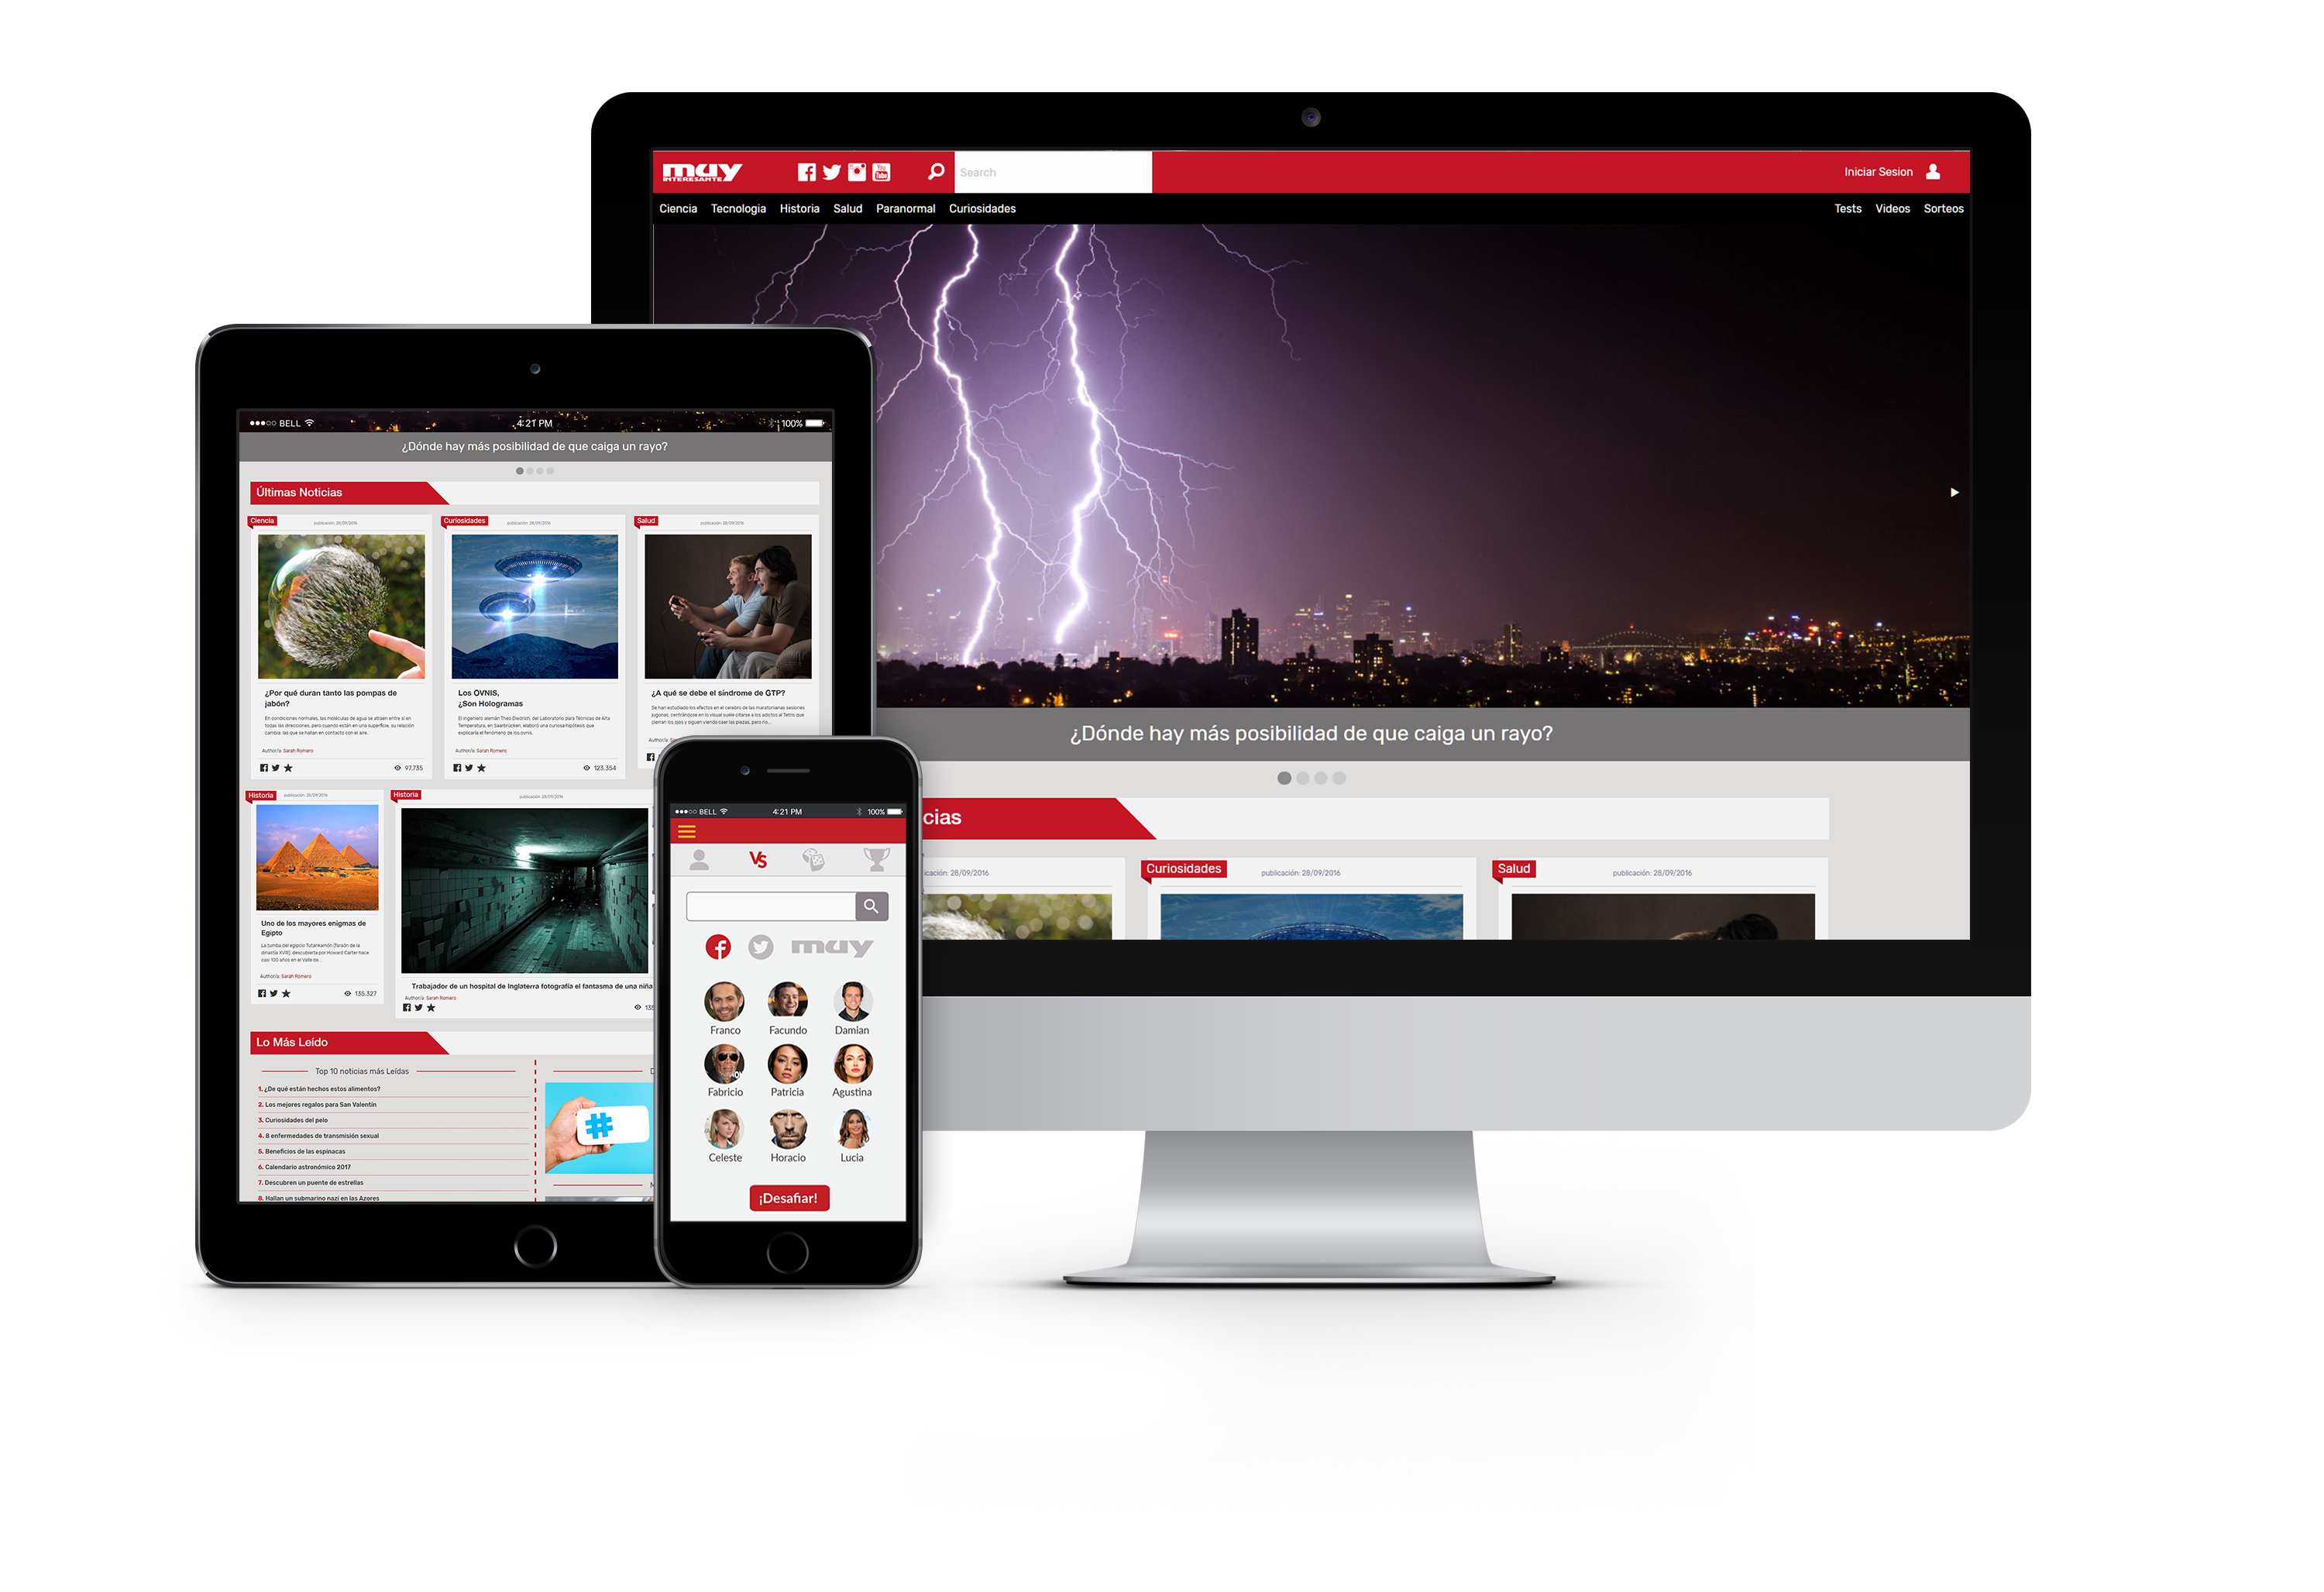 muy
INTERESANTE
You
Tube
Search
Iniciar Sesion
Ciencia Tecnologia Historia Salud Paranormal Curiosidades
Tests Videos Sorteos
¿Dónde hay más posibilidad de que caiga un rayo?
cias
icación: 28/09/2016
Curiosidades
publicación: 28/09/2016
Salud
publicación: 28/09/2016
BELL 4:21 PM 100%
¿Dónde hay más posibilidad de que caiga un rayo?
Últimas Noticias
Ciencia
publicación: 28/09/2016
¿Por qué duran tanto las pompas de
jabón?
En condiciones normales, las moléculas de agua se atraen entre sí en
todas las direcciones, pero cuando están en una superficie, su relación
cambia: las que se hallan en contacto con el aire.
Author/a: Sarah Romero
97.735
Curiosidades
publicación: 28/09/2016
Los OVNIS,
¿Son Hologramas
El ingeniero alemán Theo Diedrich, del Laboratorio para Técnicas de Alta
Temperatura, en Saarbrücken, elaboró una curiosa hipótesis que
explicaría el fenómeno de los ovnis.
Author/a: Sarah Romero
123.354
Salud
publicación: 28/09/2016
¿A qué se debe el síndrome de GTP?
Se han estudiado los efectos en el cerebro de las maratonianas sesiones
jugonas, centrándose en lo visual suele citarse a los adictos al Tetro que
cierran los ojos y siguen viendo caer las piezas, pero no...
Author/a: Sa
Historia
publicación: 28/09/2016
Uno de los mayores enigmas de
Egipto
La tumba del egipcio Tutankamón (faraón de la
dinastía XVIII), descubierta por Howard Carter hace
casi 100 años en el Valle de...
Author/a: Sarah Romero
135.327
Historia
publicación: 28/09/2016
Trabajador de un hospital de Inglaterra fotografía el fantasma de una niña
Author/a: Sarah Romero
135
Lo Más Leído
Top 10 noticias más Leídas
1. ¿De qué están hechos estos alimentos?
2. Los mejores regalos para San Valentín
3. Curiosidades del pelo
4. 8 enfermedades de transmisión sexual
5. Beneficios de las espinacas
6. Calendario astronómico 2017
7. Descubren un puente de estrellas
8. Hallan un submarino nazi en las Azores
#
BELL 4:21 PM 100%
VS
muy
Franco Facundo Damian
Fabricio Patricia Agustina
Celeste Horacio Lucia
¡Desafiar!